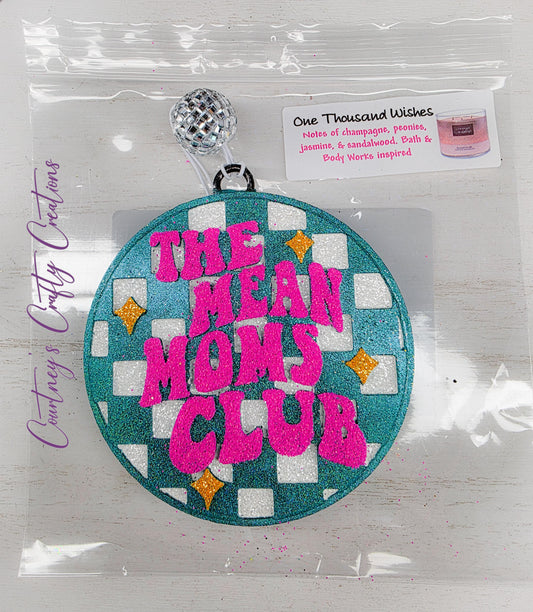 One Thousand Wishes
Notes of champagne, peonies,
jasmine, & sandalwood. Bath &
Body Works inspired
Courtney's Crafty Creations
THE
MEAN
MOMS
CLUB